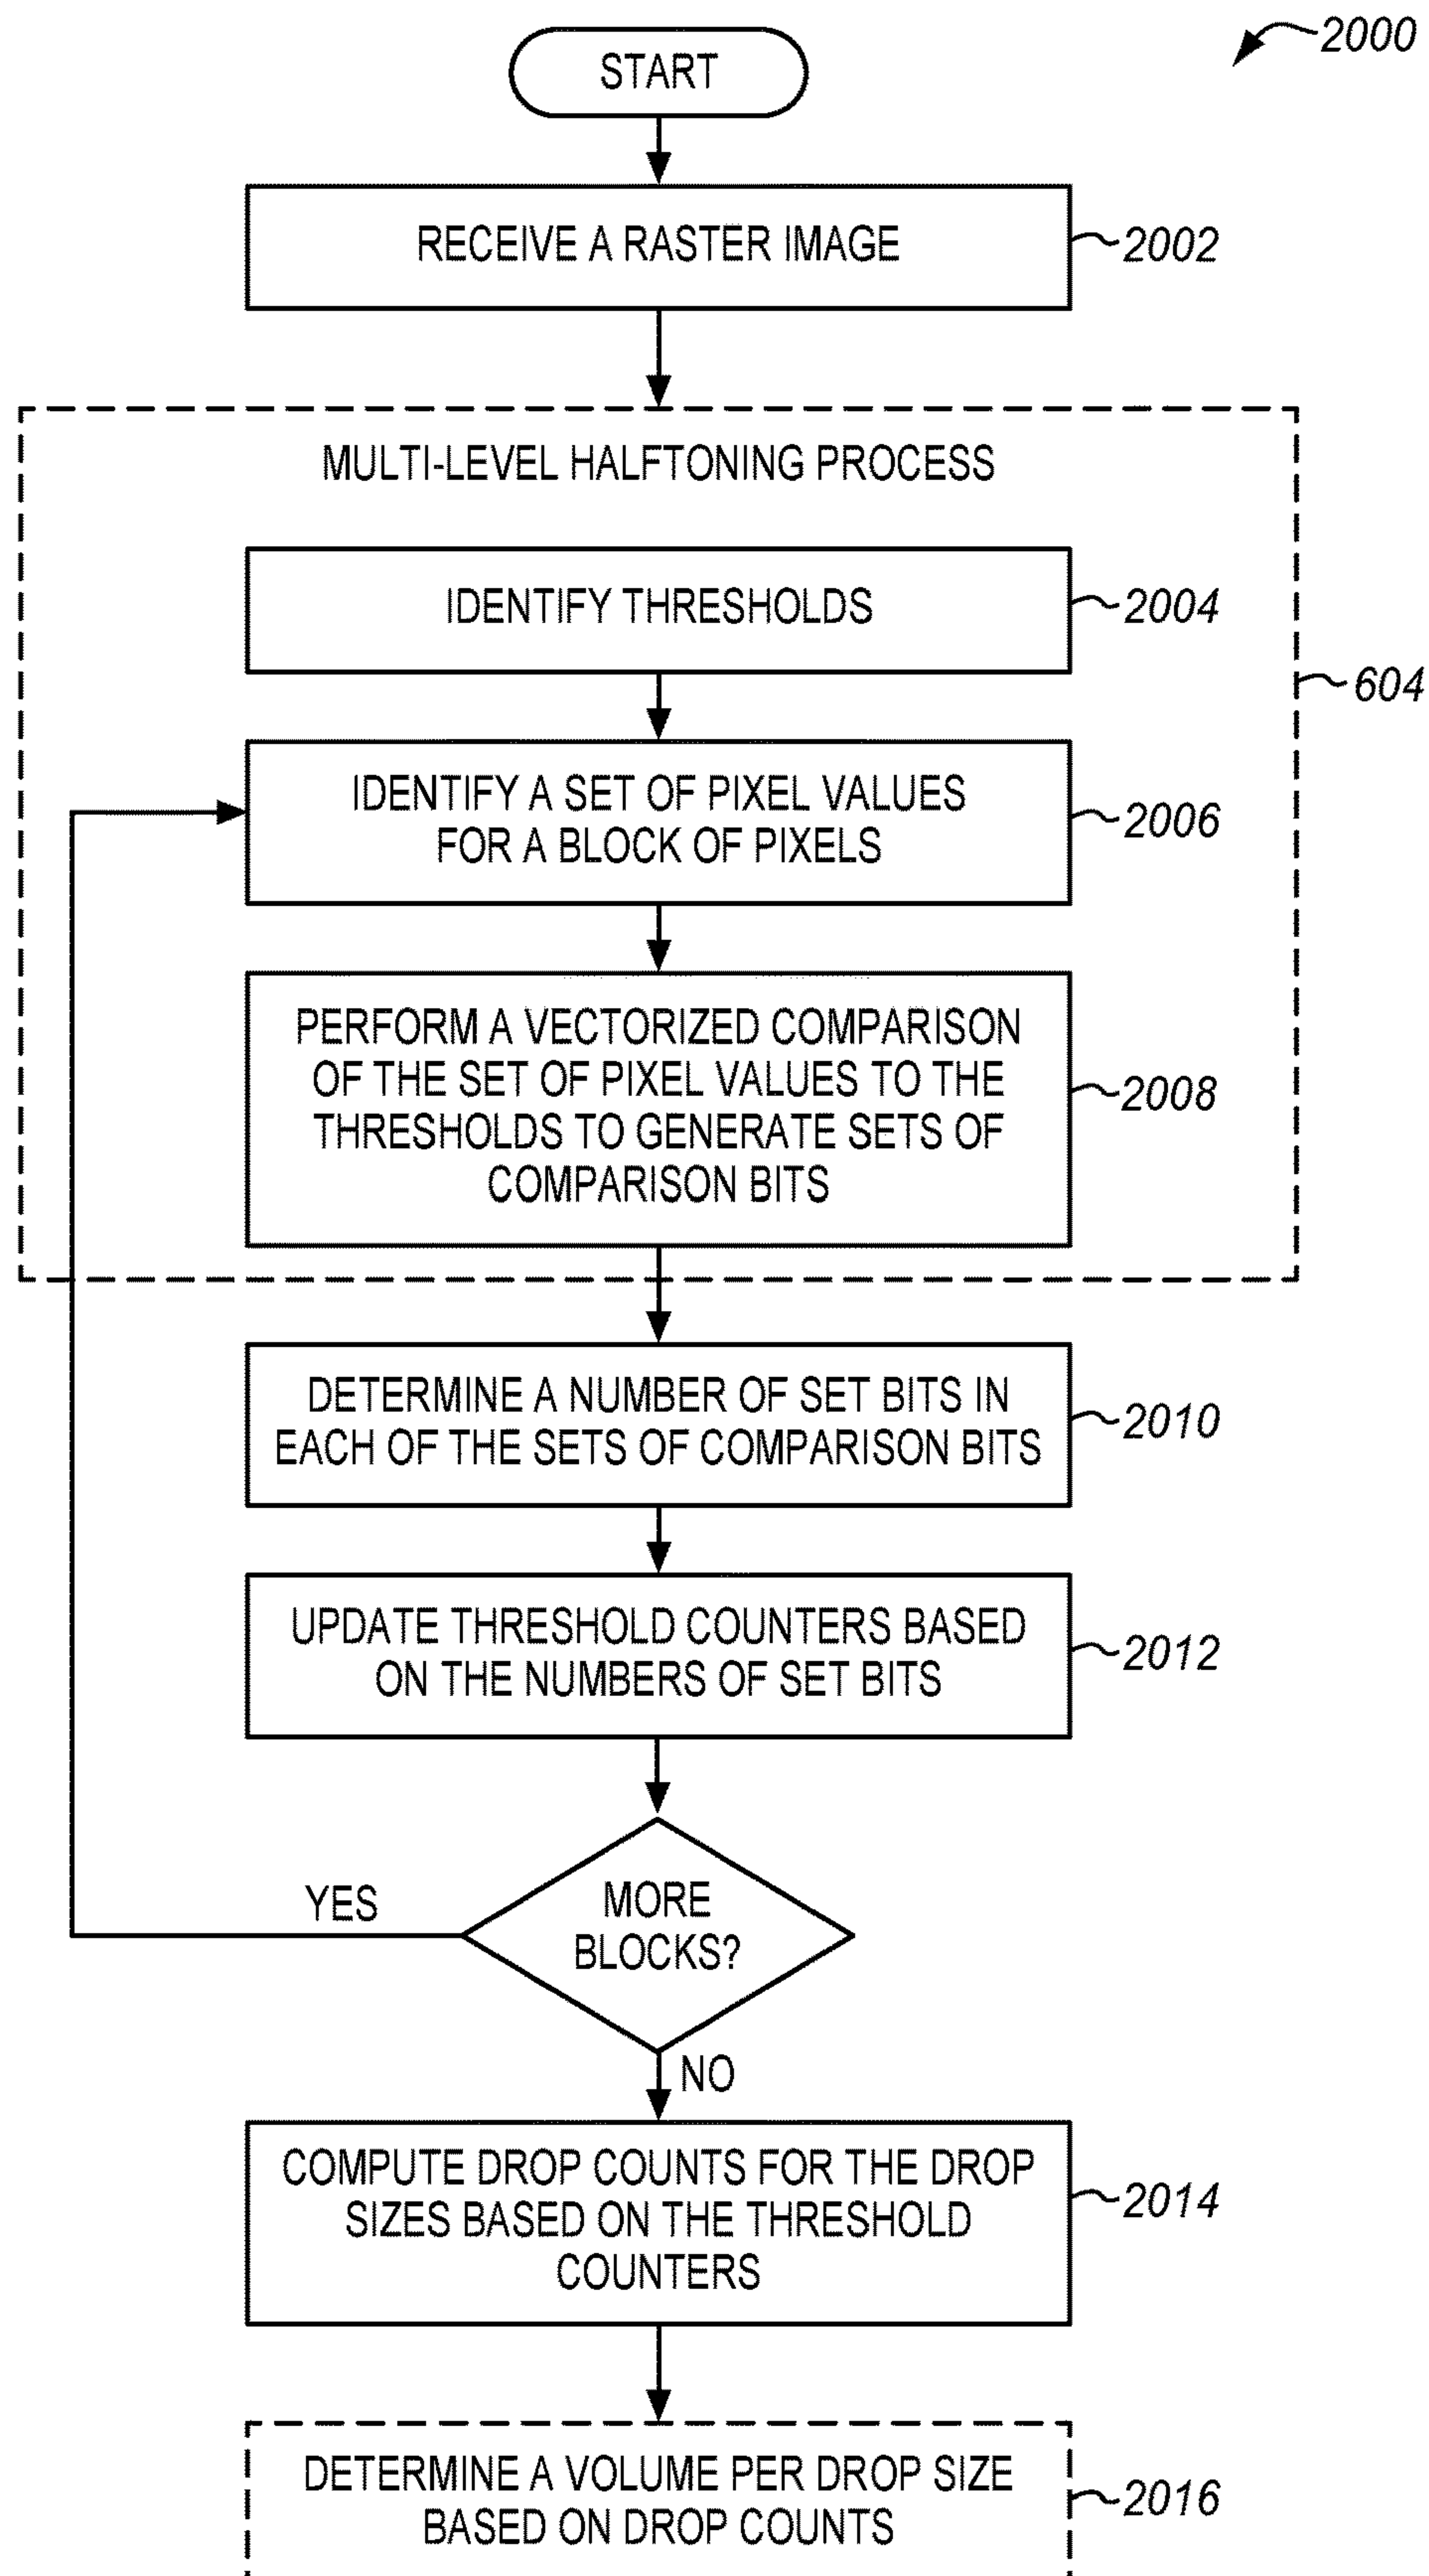 2000
START
RECEIVE A RASTER IMAGE
2002
MULTI-LEVEL HALFTONING PROCESS
IDENTIFY THRESHOLDS
2004
604
IDENTIFY A SET OF PIXEL VALUES
FOR A BLOCK OF PIXELS
2006
PERFORM A VECTORIZED COMPARISON
OF THE SET OF PIXEL VALUES TO THE
THRESHOLDS TO GENERATE SETS OF
COMPARISON BITS
2008
DETERMINE A NUMBER OF SET BITS IN
EACH OF THE SETS OF COMPARISON BITS
2010
UPDATE THRESHOLD COUNTERS BASED
ON THE NUMBERS OF SET BITS
2012
YES
MORE
BLOCKS?
NO
COMPUTE DROP COUNTS FOR THE DROP
SIZES BASED ON THE THRESHOLD
COUNTERS
2014
DETERMINE A VOLUME PER DROP SIZE
BASED ON DROP COUNTS
2016